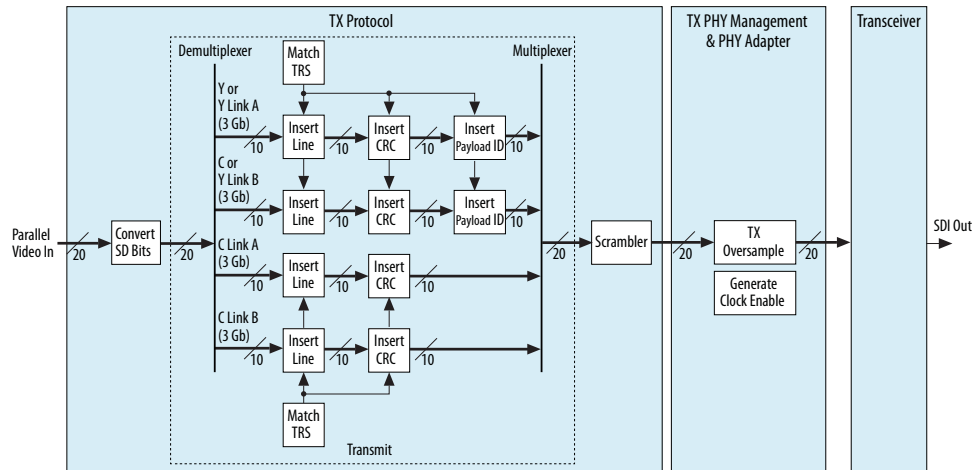 TX Protocol
TX PHY Management
& PHY Adapter
Transceiver
Demultiplexer
Match
TRS
Multiplexer
Y or
Y Link A
(3 Gb)
10
Insert
Line
10
Insert
CRC
10
Insert
Payload ID
10
C or
Y Link B
(3 Gb)
10
Insert
Line
10
Insert
CRC
10
Insert
Payload ID
10
Parallel
Video In
20
Convert
SD Bits
20
C Link A
(3 Gb)
10
Insert
Line
10
Insert
CRC
10
20
Scrambler
20
TX
Oversample
20
SDI Out
Generate
Clock Enable
C Link B
(3 Gb)
10
Insert
Line
10
Insert
CRC
10
Match
TRS
Transmit